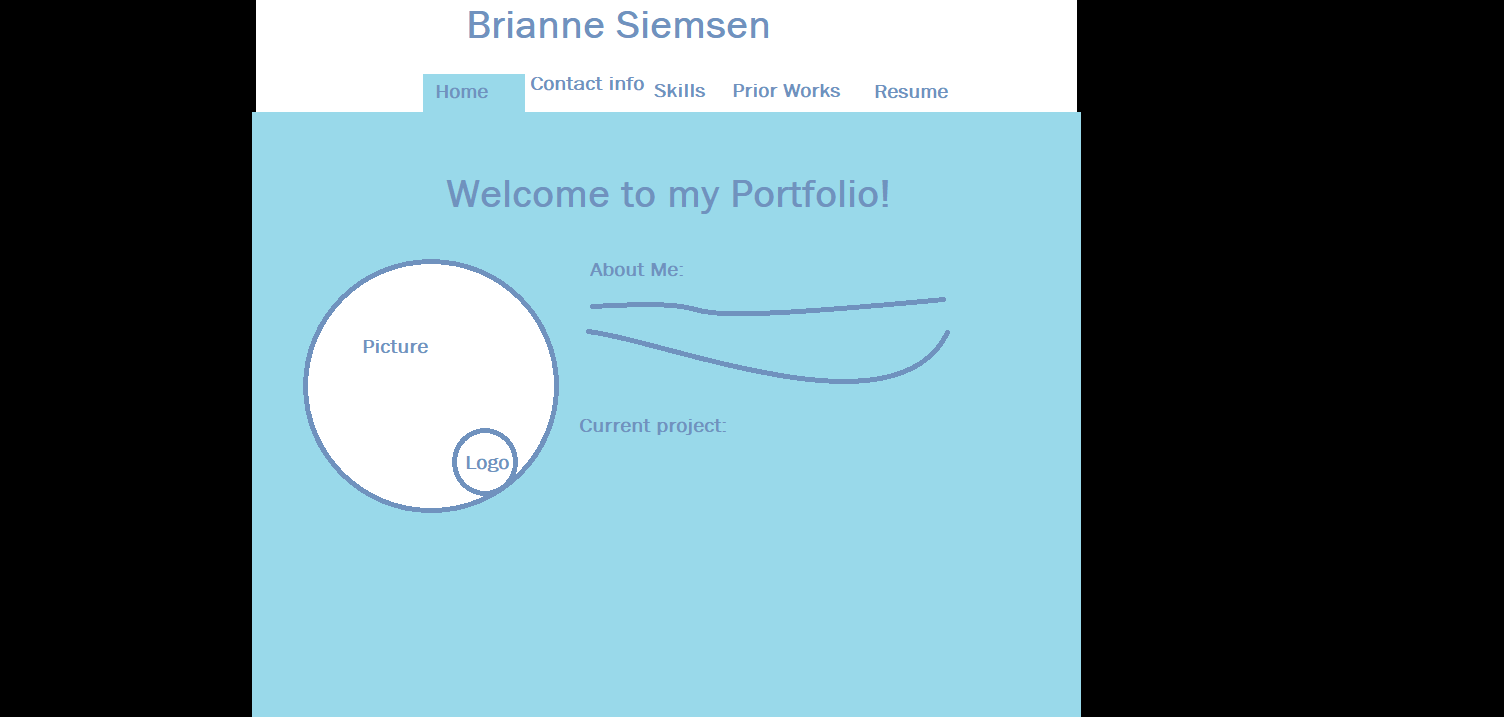 Brianne Siemsen
Home Contact info Skills Prior Works Resume
Welcome to my Portfolio!
About Me:
Picture
Current project:
Logo